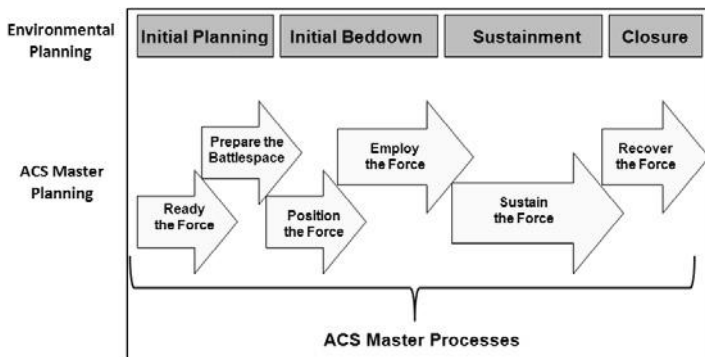 Environmental
Planning
Initial Planning
Initial Beddown
Sustainment
Closure
ACS Master
Planning
Prepare the
Battlespace
Employ
the Force
Recover
the Force
Ready
the Force
Position
the Force
Sustain
the Force
ACS Master Processes